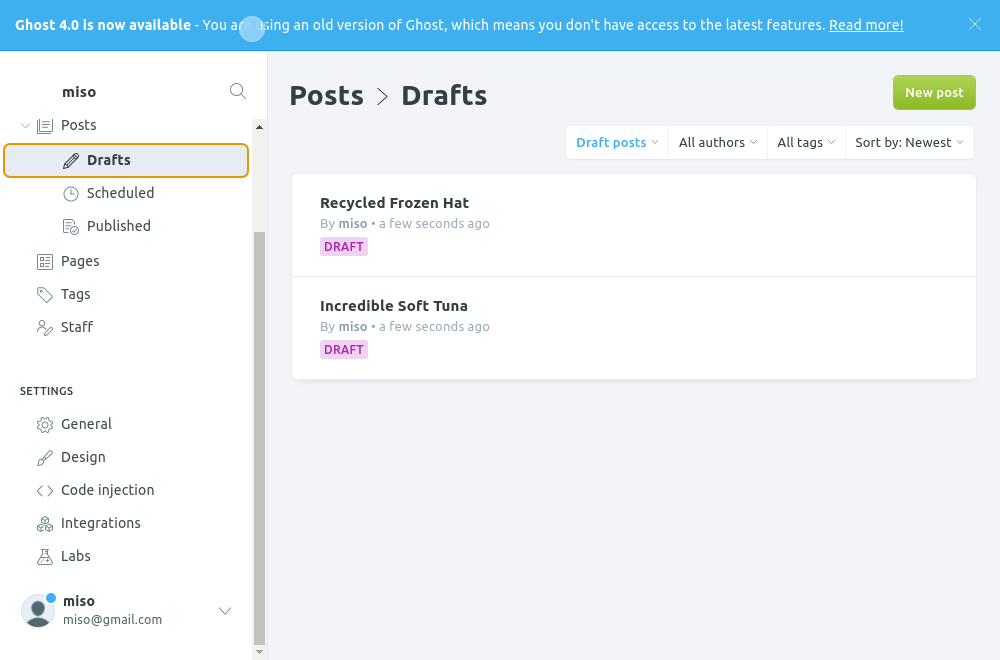 Ghost 4.0 is now available - You are using an old version of Ghost, which means you don't have access to the latest features. Read more!
miso
Posts
Drafts
Scheduled
Published
Pages
Tags
Staff
SETTINGS
General
Design
Code injection
Integrations
Labs
miso
miso@gmail.com
Posts > Drafts
New post
Draft posts All authors All tags Sort by: Newest
Recycled Frozen Hat
By miso • a few seconds ago
DRAFT
Incredible Soft Tuna
By miso • a few seconds ago
DRAFT